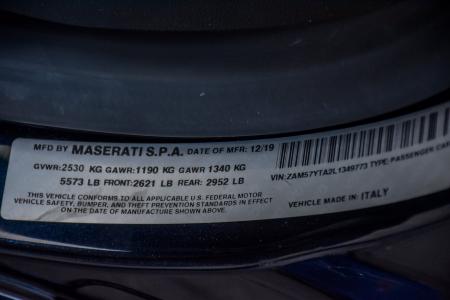 MFD BY MASERATI S.P.A. DATE OF MFR: 12/19
GVWR:2530 KG GAWR:1190 KG GAWR 1340 KG
5573 LB FRONT:2621 LB REAR: 2952 LB
THIS VEHICLE CONFORMS TO ALL APPLICABLE U.S. FEDERAL MOTOR
VEHICLE SAFETY, BUMPER, AND THEFT PREVENTION STANDARDS IN EFFECT
ON THE DATE OF MANUFACTURE SHOWN ABOVE.
VIN:ZAM57YTA2L1349773 TYPE: PASSENGER CAR
VEHICLE MADE IN: ITALY